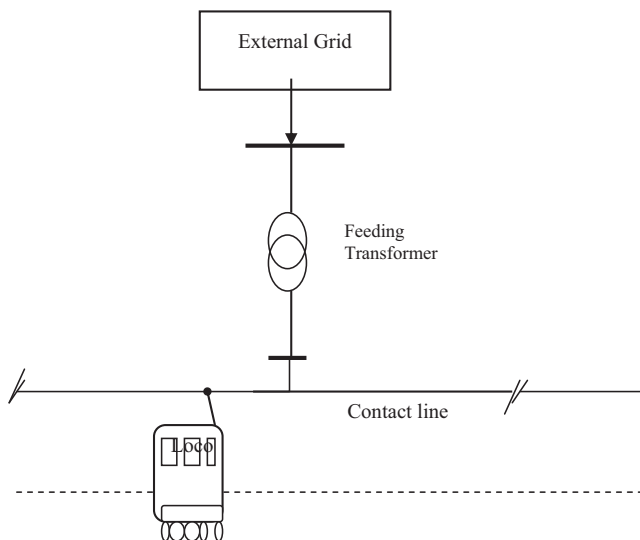 External Grid
Feeding
Transformer
Contact line
Loco